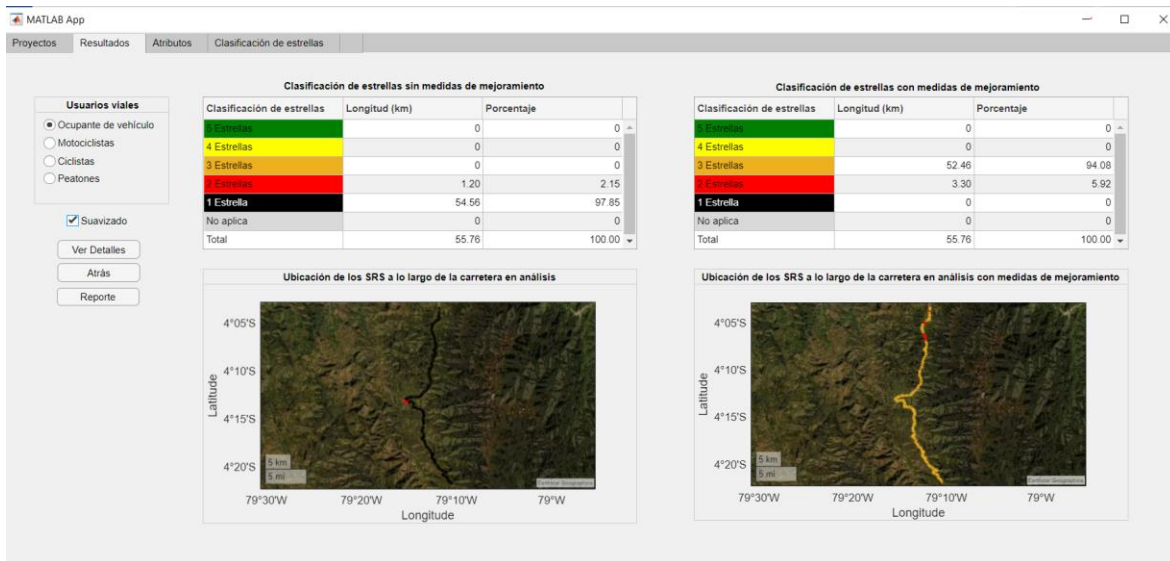 MATLAB App
Proyectos Resultados Atributos Clasificación de estrellas
Usuarios viales
Ocupante de vehículo
Motociclistas
Ciclistas
Peatones
Suavizado
Ver Detalles
Atrás
Reporte
Clasificación de estrellas sin medidas de mejoramiento
Clasificación de estrellas Longitud (km) Porcentaje
5 Estrellas 0 0
4 Estrellas 0 0
3 Estrellas 0 0
2 Estrellas 1.20 2.15
1 Estrella 54.56 97.85
No aplica 0 0
Total 55.76 100.00
Clasificación de estrellas con medidas de mejoramiento
Clasificación de estrellas Longitud (km) Porcentaje
5 Estrellas 0 0
4 Estrellas 0 0
3 Estrellas 52.46 94.08
2 Estrellas 3.30 5.92
1 Estrella 0 0
No aplica 0 0
Total 55.76 100.00
Ubicación de los SRS a lo largo de la carretera en análisis
Latitude
4°05'S
4°10'S
4°15'S
4°20'S
5 km
5 mi
Earthstar Geographics
79°30'W 79°20'W 79°10'W 79°W
Longitude
Ubicación de los SRS a lo largo de la carretera en análisis con medidas de mejoramiento
Latitude
4°05'S
4°10'S
4°15'S
4°20'S
5 km
5 mi
Earthstar Geographics
79°30'W 79°20'W 79°10'W 79°W
Longitude